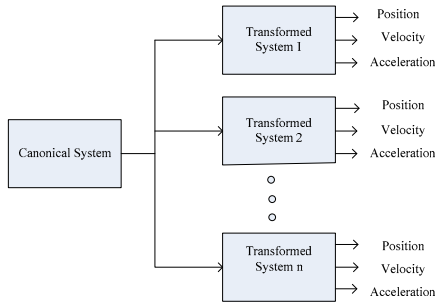 Transformed
System 1
Position
Velocity
Acceleration
Canonical System
Transformed
System 2
Position
Velocity
Acceleration
Transformed
System n
Position
Velocity
Acceleration